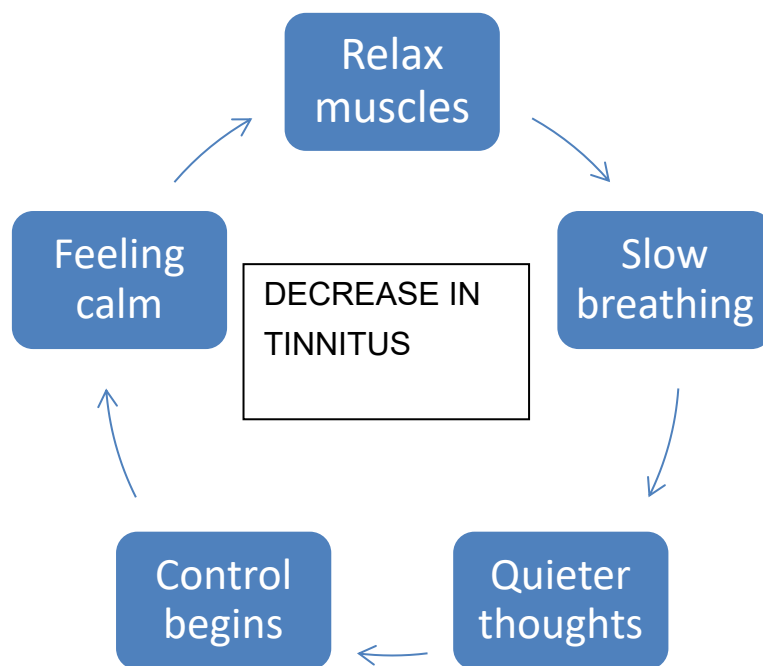 Relax
muscles
Slow
breathing
Quieter
thoughts
Control
begins
Feeling
calm
DECREASE IN
TINNITUS